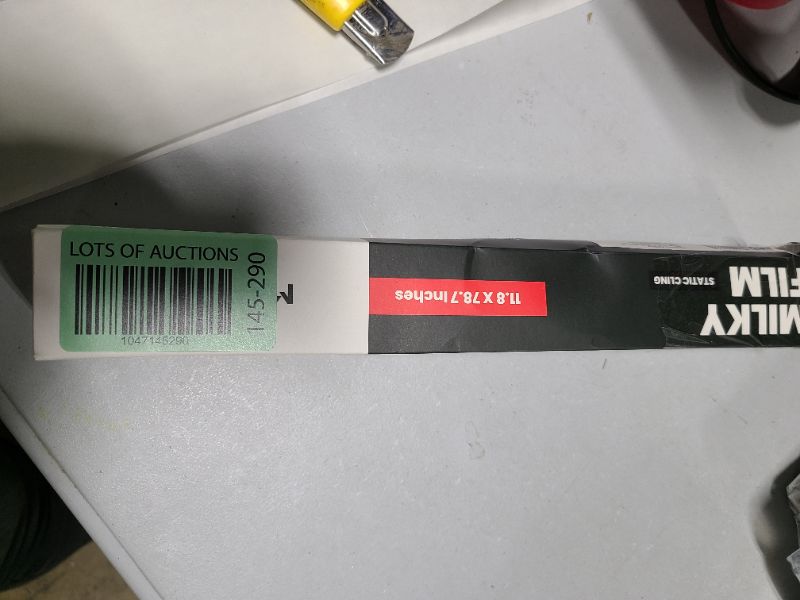 LOTS OF AUCTIONS
1047145290
145-290
11.8 X 78.7 Inches
MILKY
FILM
STATIC CLING